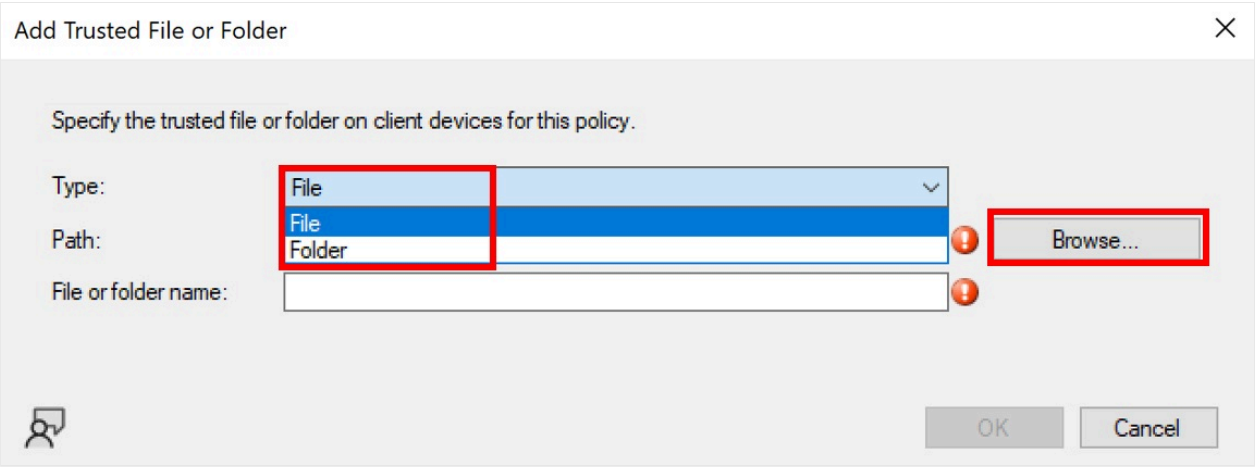 Add Trusted File or Folder
Specify the trusted file or folder on client devices for this policy.
Type: File
File
Path: Browse...
Folder
File or folder name:
OK Cancel